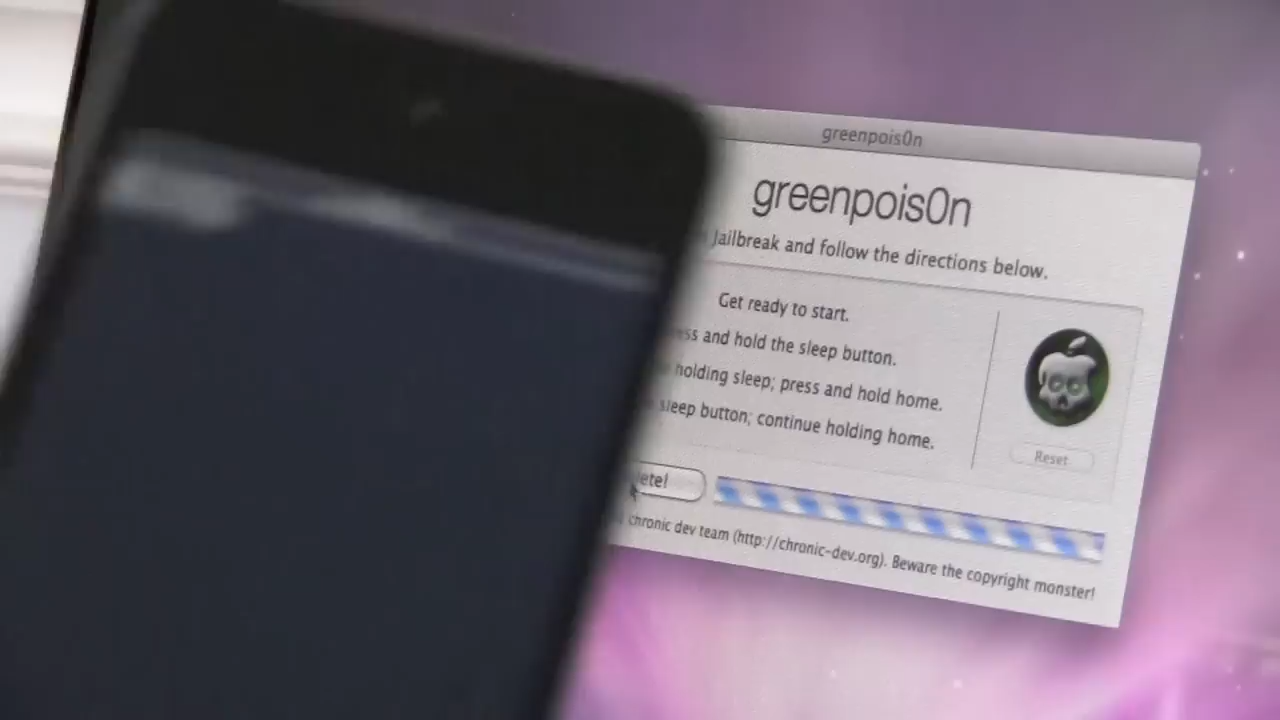 greenpois0n
greenpois0n
Jailbreak and follow the directions below.
Get ready to start.
and hold the sleep button.
holding sleep; press and hold home.
sleep button; continue holding home.
Reset
chronic dev team (http://chronic-dev.org). Beware the copyright monster!